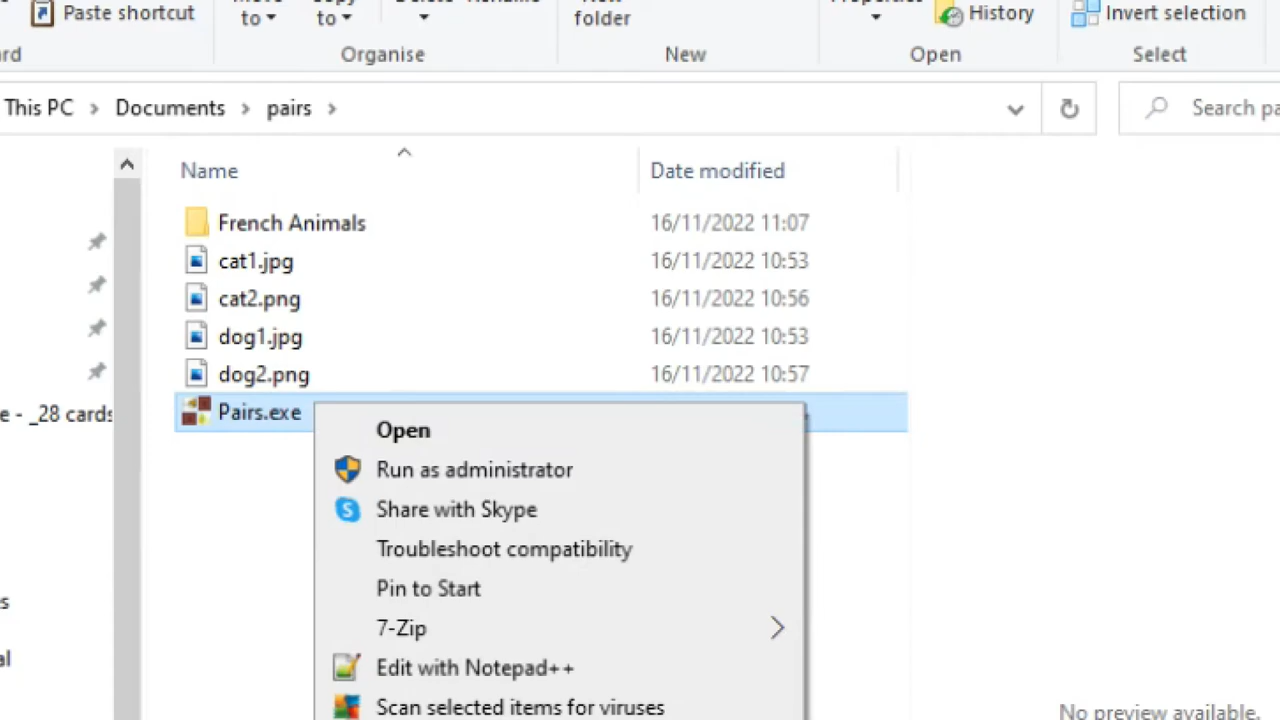 Paste shortcut
to
to
folder
History
Invert selection
rd
Organise
New
Open
Select
This PC
Documents
pairs
Search pa
Name
Date modified
French Animals
16/11/2022 11:07
cat1.jpg
16/11/2022 10:53
cat2.png
16/11/2022 10:56
dog1.jpg
16/11/2022 10:53
dog2.png
16/11/2022 10:57
e - _28 cards
Pairs.exe
Open
Run as administrator
Share with Skype
Troubleshoot compatibility
Pin to Start
7-Zip
Edit with Notepad++
Scan selected items for viruses
s
al
No preview available.